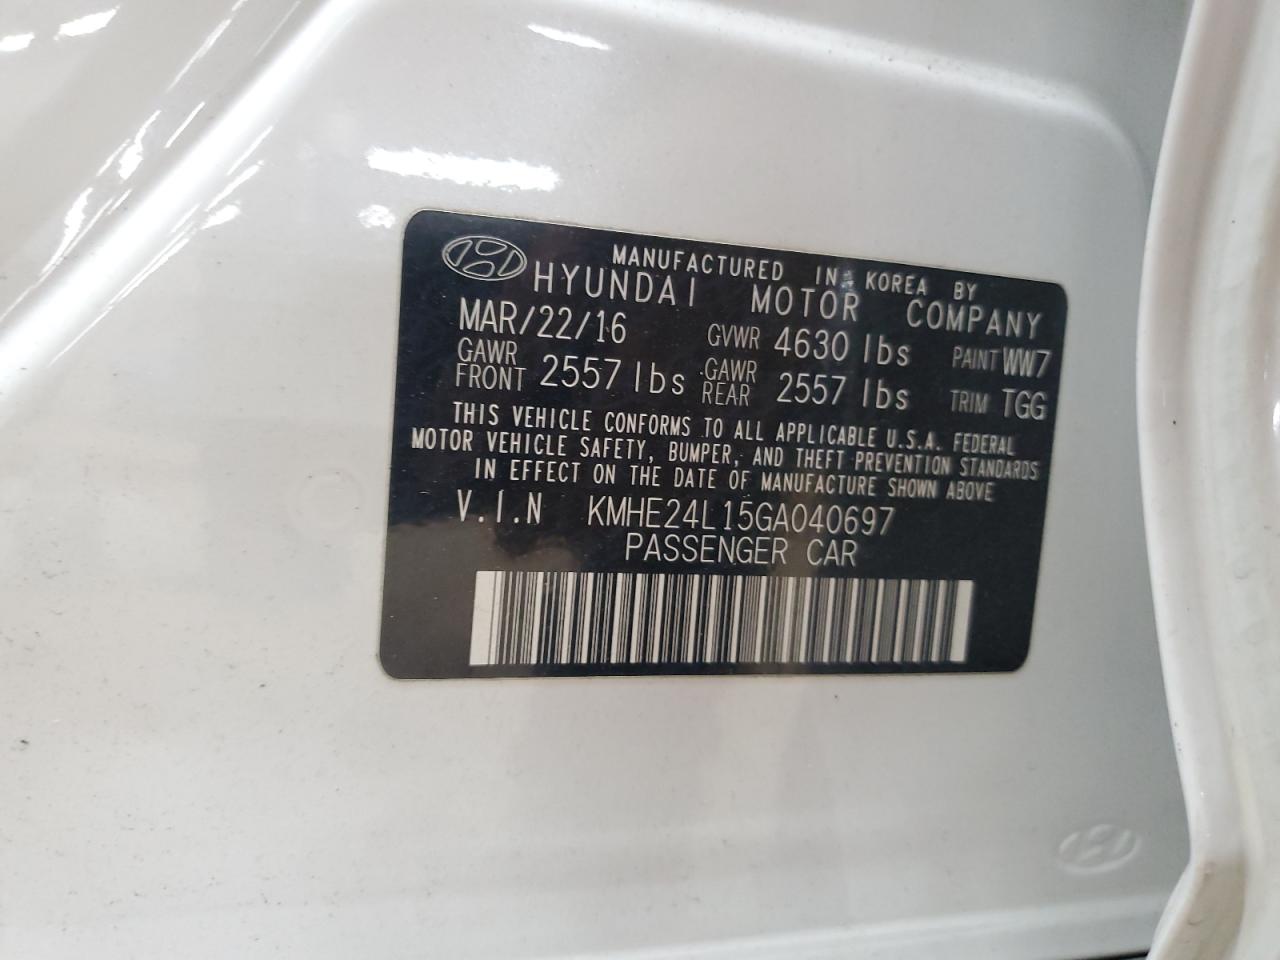 MANUFACTURED IN KOREA BY
HYUNDAI MOTOR COMPANY
MAR/22/16 GVWR 4630 lbs PAINT WW7
GAWR FRONT 2557 lbs GAWR REAR 2557 lbs TRIM TGG
THIS VEHICLE CONFORMS TO ALL APPLICABLE U.S.A. FEDERAL
MOTOR VEHICLE SAFETY, BUMPER, AND THEFT PREVENTION STANDARDS
IN EFFECT ON THE DATE OF MANUFACTURE SHOWN ABOVE
V.I.N KMHE24L15GA040697
PASSENGER CAR